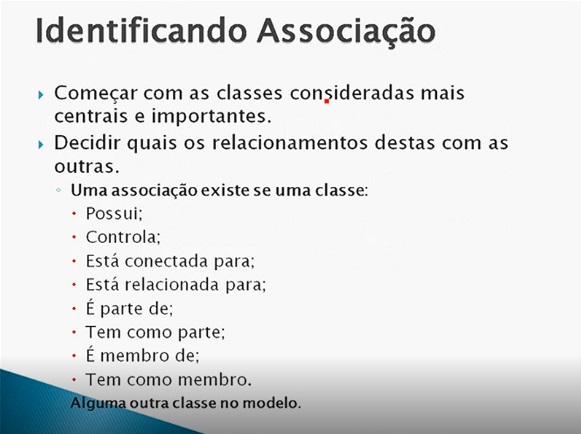 Identificando Associação
Começar com as classes consideradas mais
centrais e importantes.
Decidir quais os relacionamentos destas com as
outras.
Uma associação existe se uma classe:
Possui;
Controla;
Está conectada para;
Está relacionada para;
É parte de;
Tem como parte;
É membro de;
Tem como membro.
Alguma outra classe no modelo.